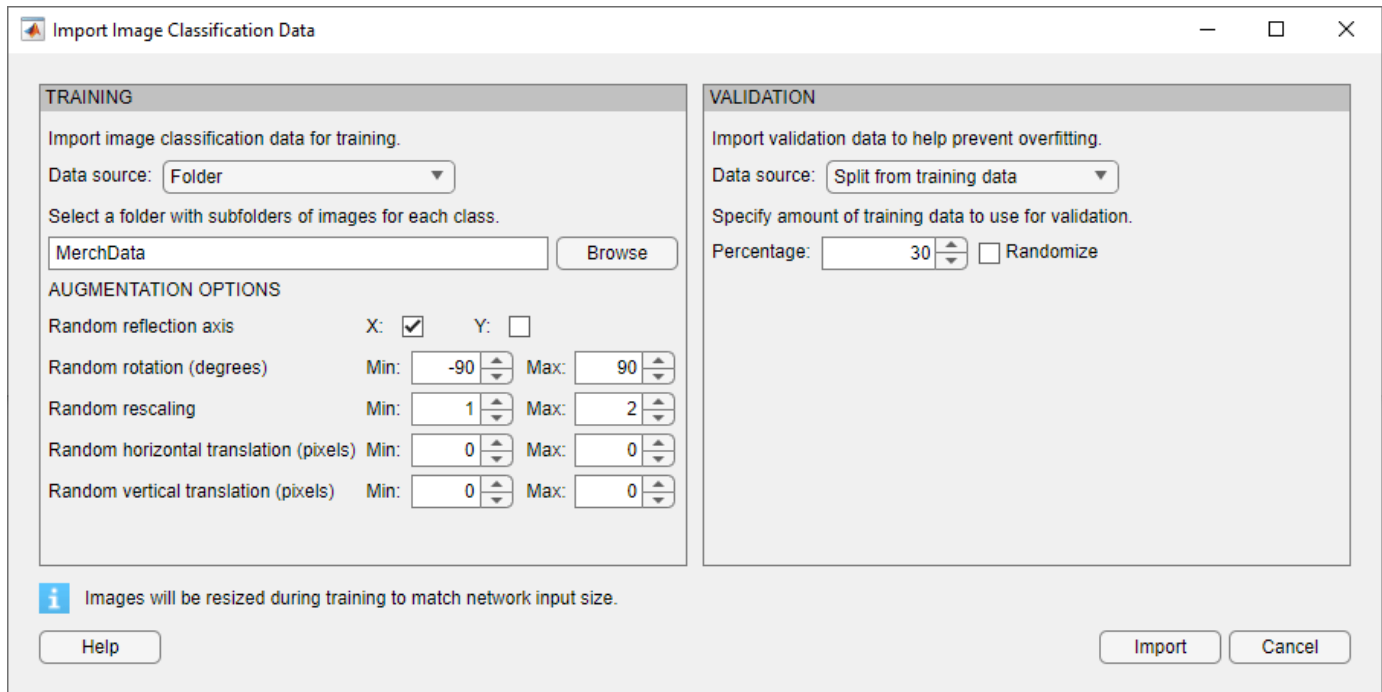 Import Image Classification Data
TRAINING
Import image classification data for training.
Data source: Folder
Select a folder with subfolders of images for each class.
MerchData Browse
AUGMENTATION OPTIONS
Random reflection axis X: Y:
Random rotation (degrees) Min: -90 Max: 90
Random rescaling Min: 1 Max: 2
Random horizontal translation (pixels) Min: 0 Max: 0
Random vertical translation (pixels) Min: 0 Max: 0
VALIDATION
Import validation data to help prevent overfitting.
Data source: Split from training data
Specify amount of training data to use for validation.
Percentage: 30 Randomize
i Images will be resized during training to match network input size.
Help Import Cancel